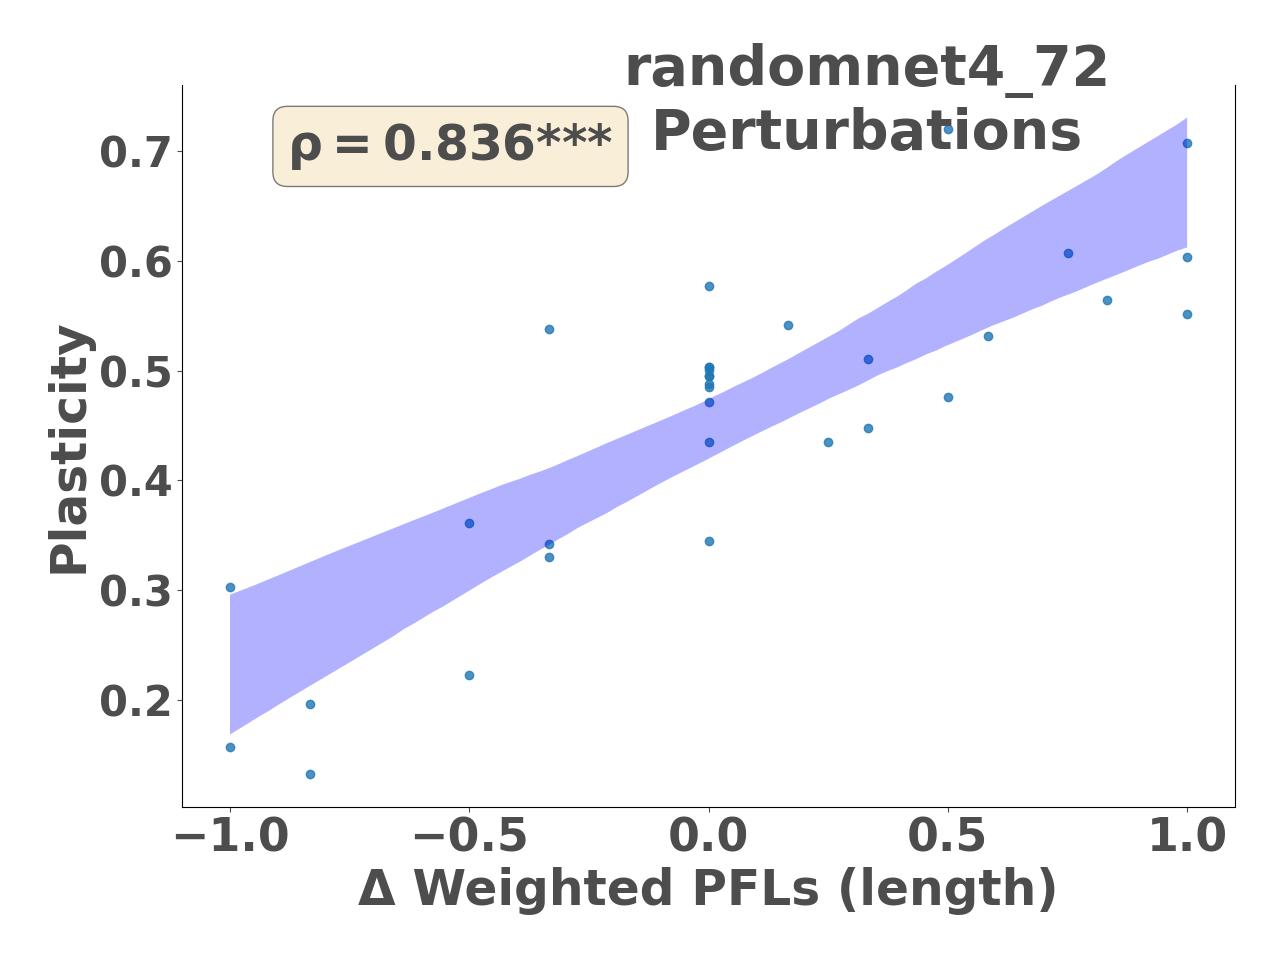 randomnet4_72
Perturbations
ρ = 0.836***
0.7
0.6
0.5
0.4
0.3
0.2
Plasticity
−1.0 −0.5 0.0 0.5 1.0
Δ Weighted PFLs (length)